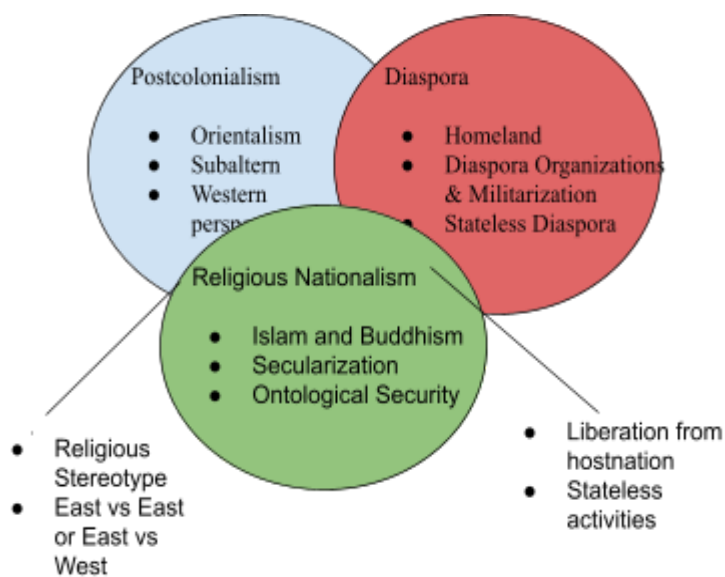 Postcolonialism
● Orientalism
● Subaltern
● Western
Diaspora
● Homeland
● Diaspora Organizations
& Militarization
● Stateless Diaspora
Religious Nationalism
● Islam and Buddhism
● Secularization
● Ontological Security
● Religious
Stereotype
● East vs East
or East vs
West
● Liberation from
hostnation
● Stateless
activities